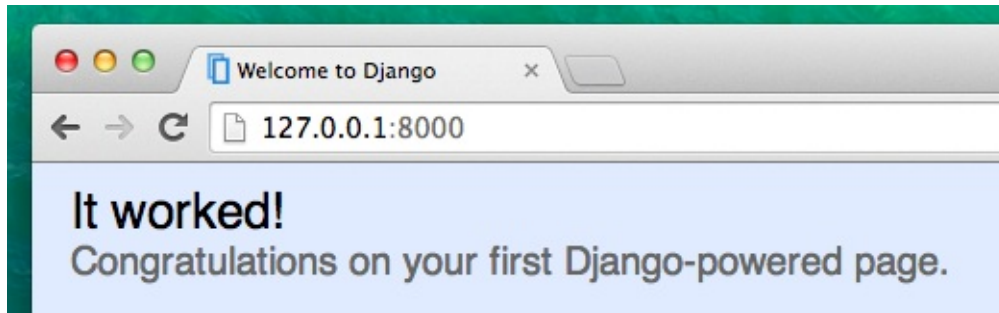 Welcome to Django
127.0.0.1:8000
It worked!
Congratulations on your first Django-powered page.